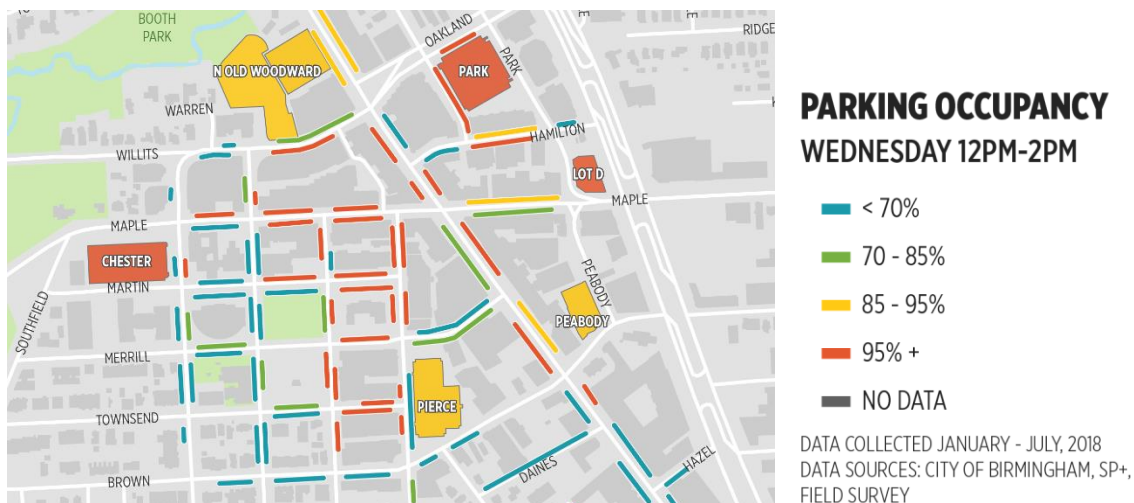 BOOTH
PARK
OAKLAND
PARK
PARK
RIDGE
N OLD WOODWARD
WARREN
HAMILTON
WILLITS
LOT D
MAPLE
MAPLE
CHESTER
MARTIN
SOUTHFIELD
PEABODY
PEABODY
MERRILL
PIERCE
TOWNSEND
BROWN
DAINES
HAZEL
PARKING OCCUPANCY
WEDNESDAY 12PM-2PM
< 70%
70 - 85%
85 - 95%
95% +
NO DATA
DATA COLLECTED JANUARY - JULY, 2018
DATA SOURCES: CITY OF BIRMINGHAM, SP+,
FIELD SURVEY